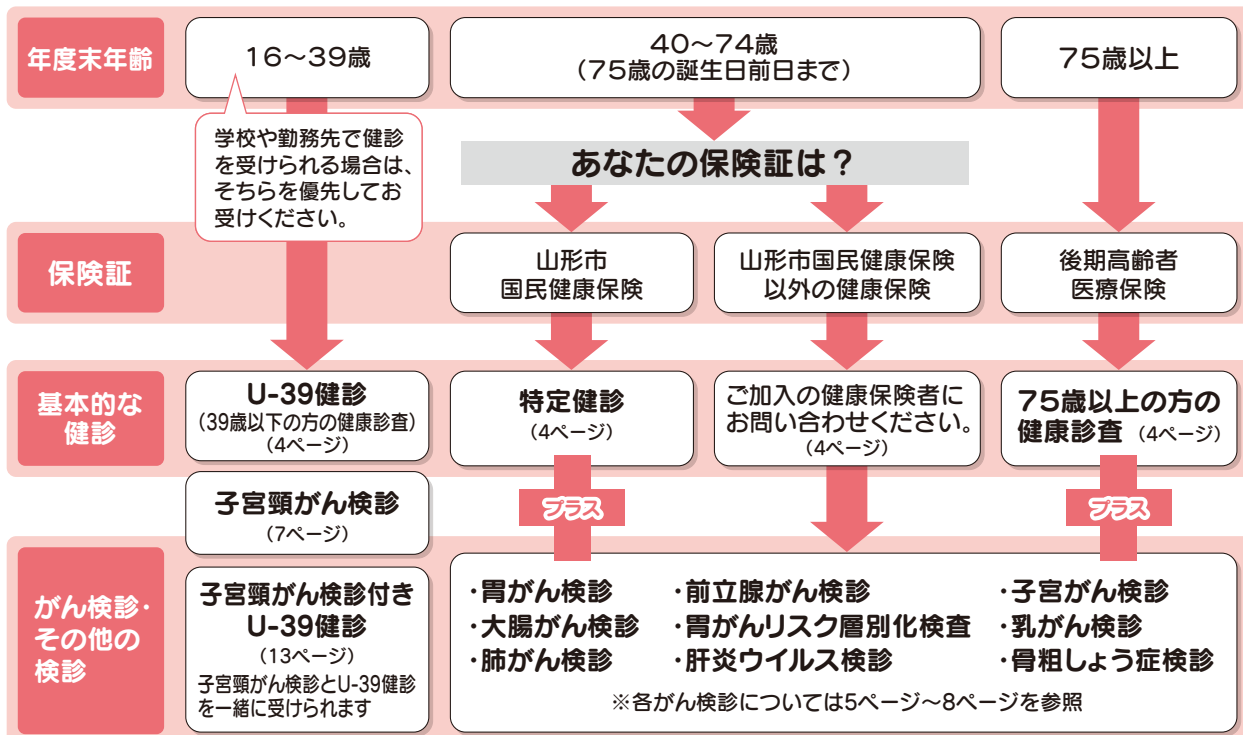 年度末年齢
16〜39歳
40〜74歳
(75歳の誕生日前日まで)
75歳以上
学校や勤務先で健診
を受けられる場合は、
そちらを優先してお
受けください。
あなたの保険証は？
保険証
山形市
国民健康保険
山形市国民健康保険
以外の健康保険
後期高齢者
医療保険
基本的な
健診
U-39健診
(39歳以下の方の健康診査)
(4ページ)
特定健診
(4ページ)
ご加入の健康保険者に
お問い合わせください。
(4ページ)
75歳以上の方の
健康診査 (4ページ)
子宮頸がん検診
(7ページ)
プラス
プラス
がん検診・
その他の
検診
子宮頸がん検診付き
U-39健診
(13ページ)
子宮頸がん検診とU-39健診
を一緒に受けられます
・胃がん検診
・大腸がん検診
・肺がん検診
・前立腺がん検診
・胃がんリスク層別化検査
・肝炎ウイルス検診
・子宮がん検診
・乳がん検診
・骨粗しょう症検診
※各がん検診については5ページ〜8ページを参照